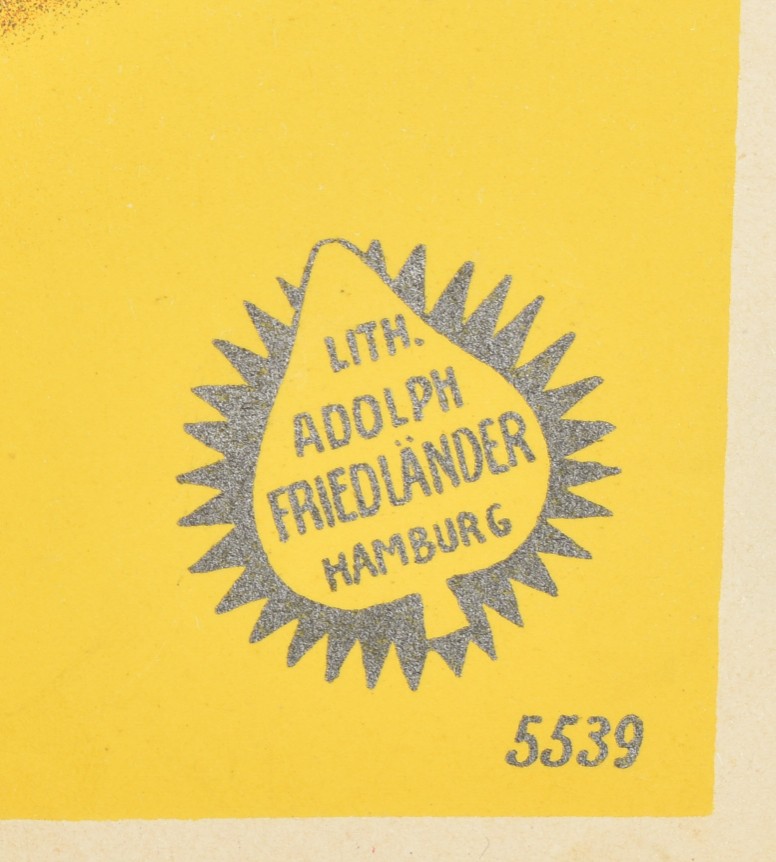 LITH.
ADOLPH
FRIEDLÄNDER
HAMBURG
5539